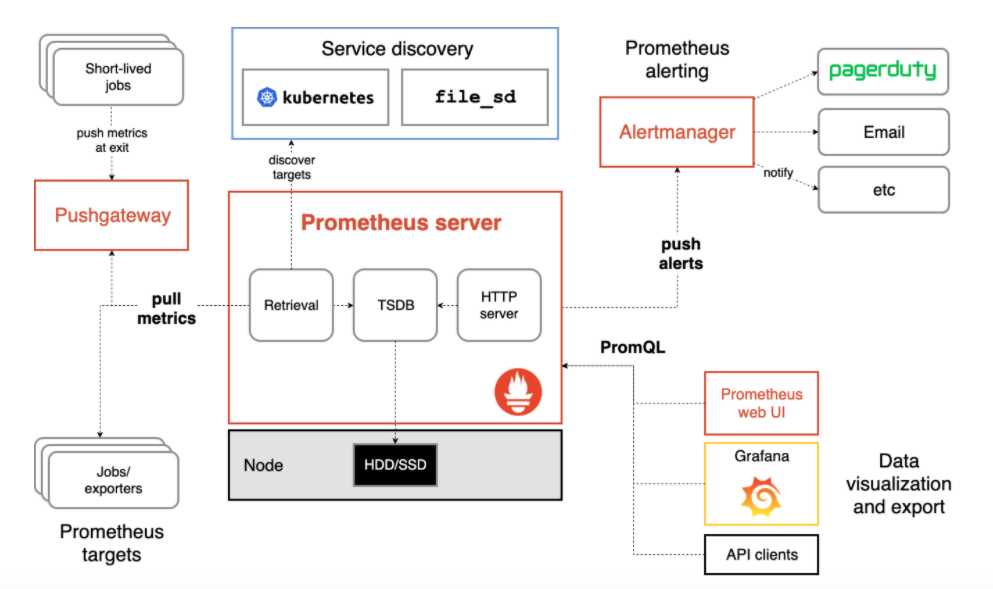 Short-lived
jobs
push metrics
at exit
Pushgateway
pull
metrics
Jobs/
exporters
Prometheus
targets
Service discovery
kubernetes
file_sd
discover
targets
Prometheus server
Retrieval
TSDB
HTTP
server
Node
HDD/SSD
Prometheus
alerting
Alertmanager
pagerduty
Email
notify
etc
push
alerts
PromQL
Prometheus
web UI
Grafana
API clients
Data
visualization
and export